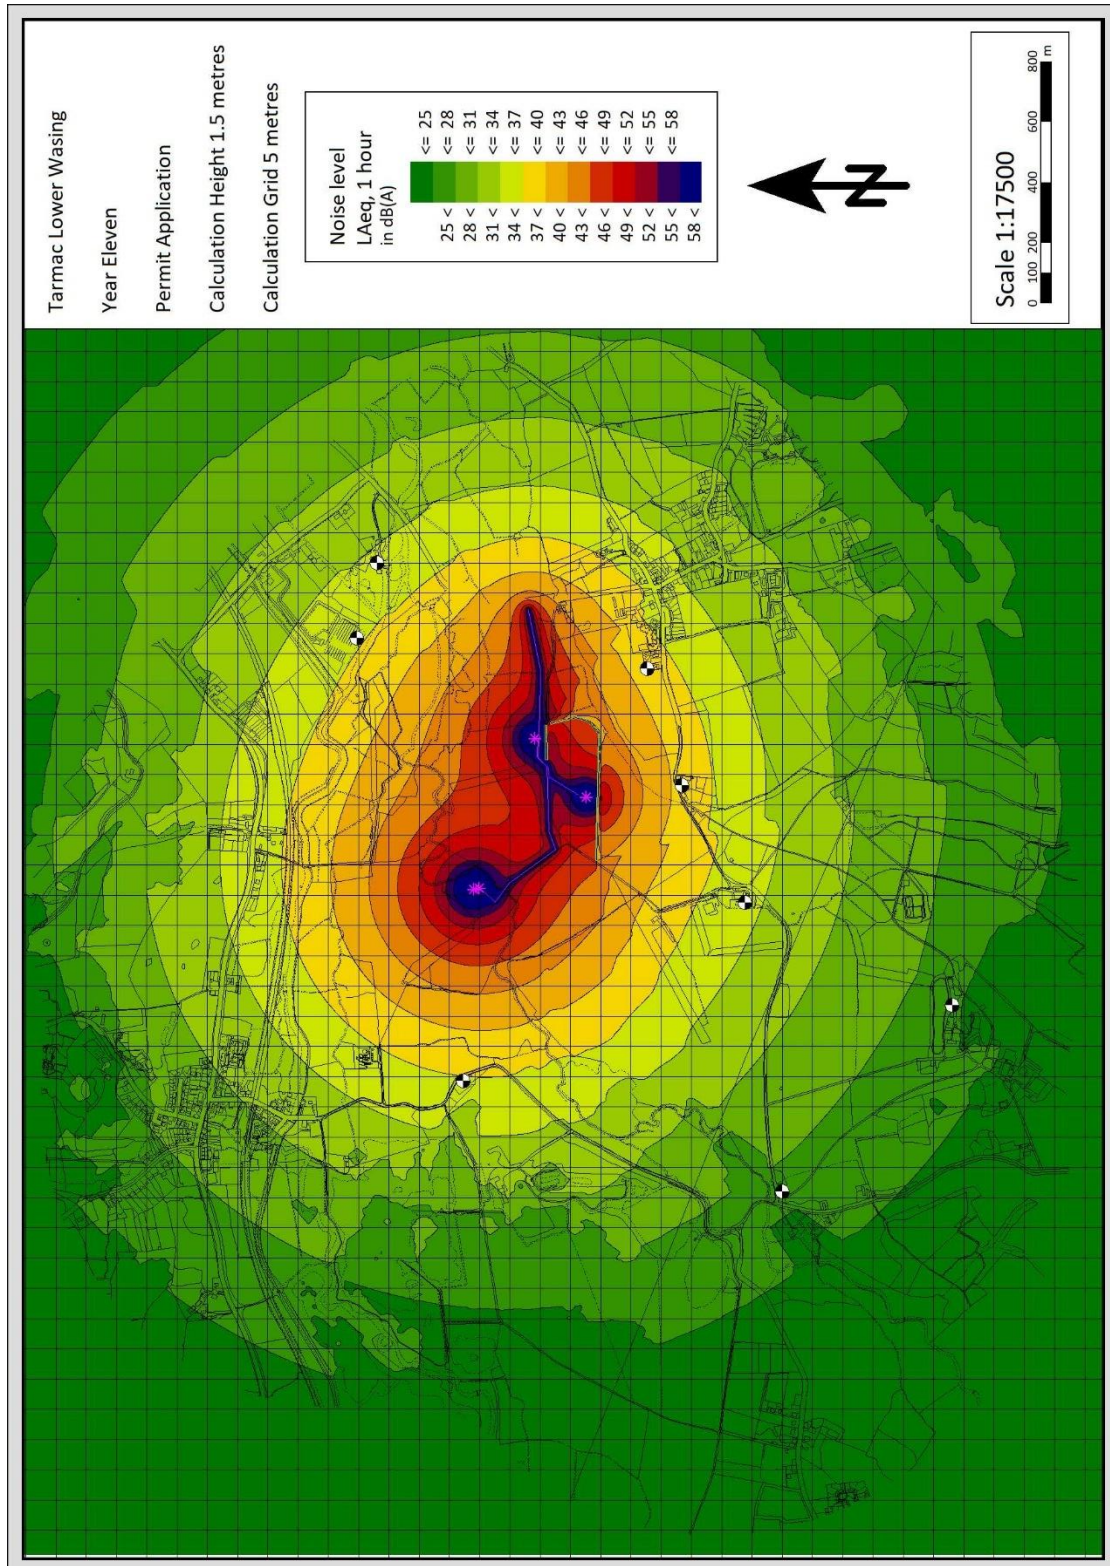 Tarmac Lower Wasing
Year Eleven
Permit Application
Calculation Height 1.5 metres
Calculation Grid 5 metres
Noise level
LAeq, 1 hour
in dB(A)
<= 25
25 < <= 28
28 < <= 31
31 < <= 34
34 < <= 37
37 < <= 40
40 < <= 43
43 < <= 46
46 < <= 49
49 < <= 52
52 < <= 55
55 < <= 58
58 <
N
Scale 1:17500
0 100 200 400 600 800
m